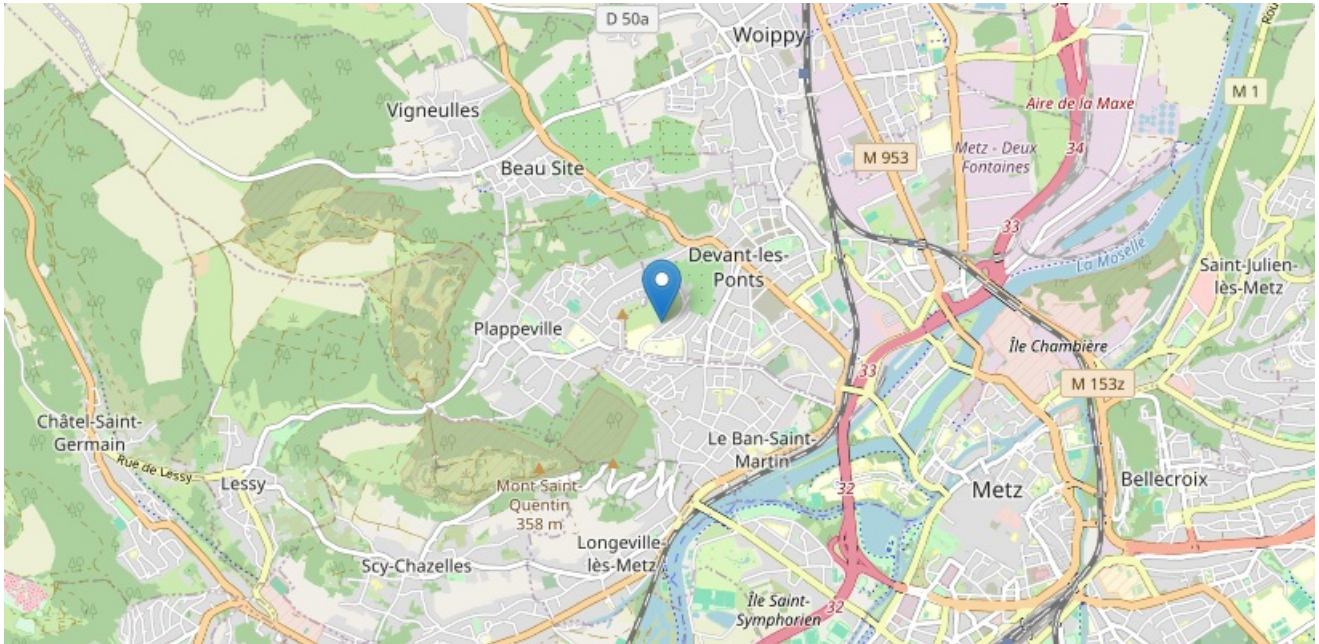 D 50a
Woippy
Vigneulles
Aire de la Maxe
M 1
34
Beau Site
M 953
Metz - Deux
Fontaines
34
33
Devant-les-
Ponts
La Moselle
Saint-Julien-
lès-Metz
Plappeville
Île Chambière
33
M 153z
Châtel-Saint-
Germain
Rue de Lessy
Lessy
Le Ban-Saint-
Martin
Mont Saint-
Quentin
358 m
32
Metz
Bellecroix
Longeville-
lès-Metz
Scy-Chazelles
Île Saint-
Symphorien
32